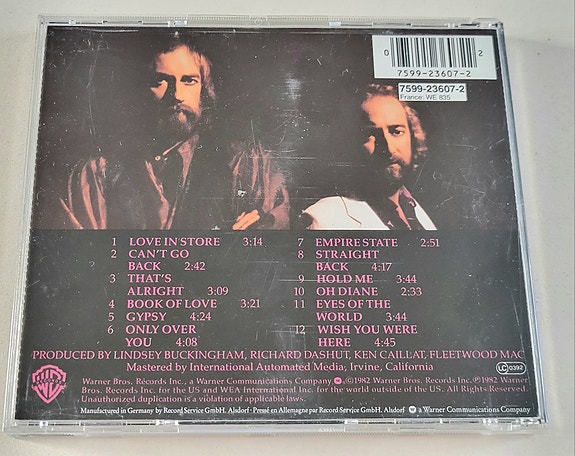 0
2
7599-23607-2
7599-23607-2
France: WE 835
1 LOVE IN STORE 3:14
2 CAN'T GO
BACK 2:42
3 THAT'S
ALRIGHT 3:09
4 BOOK OF LOVE 3:21
5 GYPSY 4:24
6 ONLY OVER
YOU 4:08
7 EMPIRE STATE 2:51
8 STRAIGHT
BACK 4:17
9 HOLD ME 3:44
10 OH DIANE 2:33
11 EYES OF THE
WORLD 3:44
12 WISH YOU WERE
HERE 4:45
PRODUCED BY LINDSEY BUCKINGHAM, RICHARD DASHUT, KEN CAILLAT, FLEETWOOD MAC
Mastered by International Automated Media; Irvine, California
LC 0392
Warner Bros. Records Inc., a Warner Communications Company ℗,©1982 Warner Bros. Records Inc. ℗1982 Warner
Bros. Records Inc. for the US and WEA International Inc. for the world outside of the US. All Rights Reserved.
Unauthorized duplication is a violation of applicable laws.
Manufactured in Germany by Record Service GmbH. Alsdorf · Pressé en Allemagne par Record Service GmbH. Alsdorf a Warner Communications Company